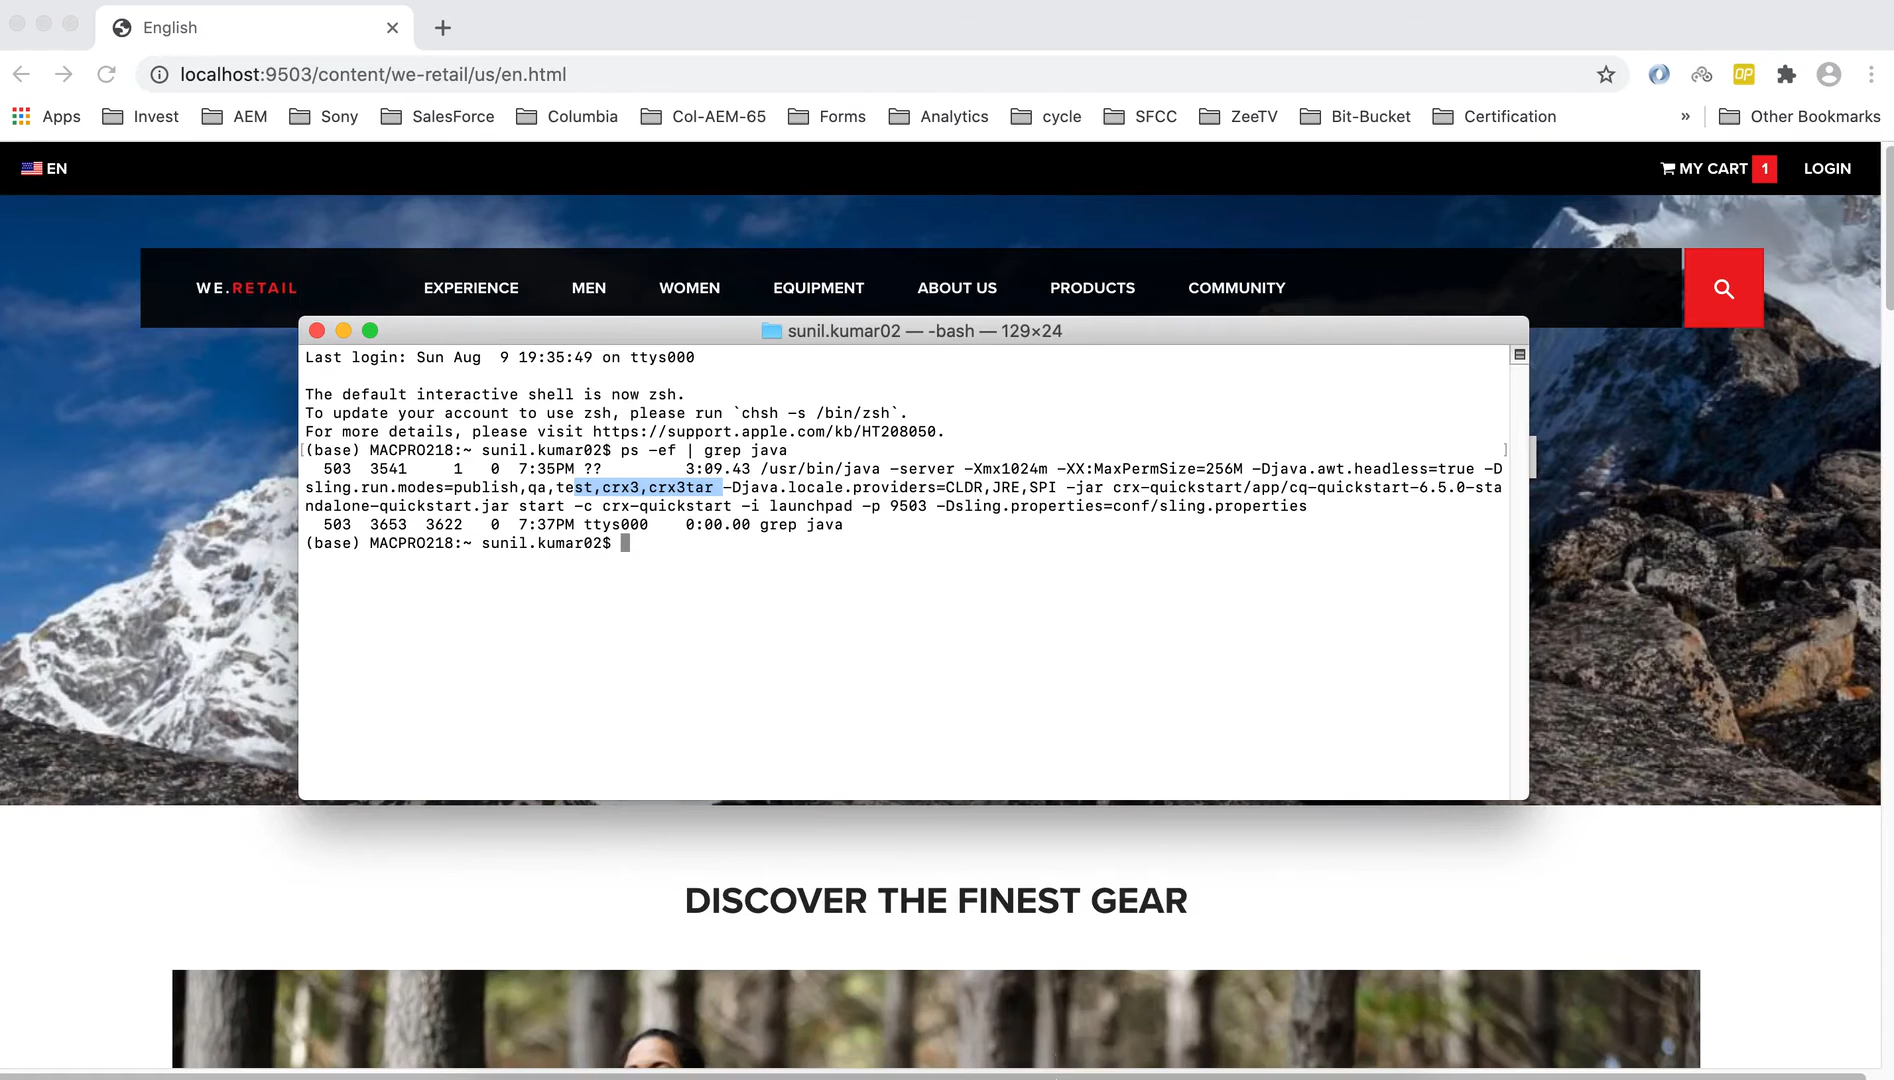 English
localhost:9503/content/we-retail/us/en.html
OP
Apps Invest AEM Sony SalesForce Columbia Col-AEM-65 Forms Analytics cycle SFCC ZeeTV Bit-Bucket Certification » Other Bookmarks
EN MY CART 1 LOGIN
WE.RETAIL EXPERIENCE MEN WOMEN EQUIPMENT ABOUT US PRODUCTS COMMUNITY
sunil.kumar02 — -bash — 129×24
Last login: Sun Aug  9 19:35:49 on ttys000
The default interactive shell is now zsh.
To update your account to use zsh, please run `chsh -s /bin/zsh`.
For more details, please visit https://support.apple.com/kb/HT208050.
[(base) MACPRO218:~ sunil.kumar02$ ps -ef | grep java ]
503  3541     1   0  7:35PM ??         3:09.43 /usr/bin/java -server -Xmx1024m -XX:MaxPermSize=256M -Djava.awt.headless=true -D
sling.run.modes=publish,qa,test,crx3,crx3tar -Djava.locale.providers=CLDR,JRE,SPI -jar crx-quickstart/app/cq-quickstart-6.5.0-sta
ndalone-quickstart.jar start -c crx-quickstart -i launchpad -p 9503 -Dsling.properties=conf/sling.properties
503  3653  3622   0  7:37PM ttys000    0:00.00 grep java
(base) MACPRO218:~ sunil.kumar02$
DISCOVER THE FINEST GEAR